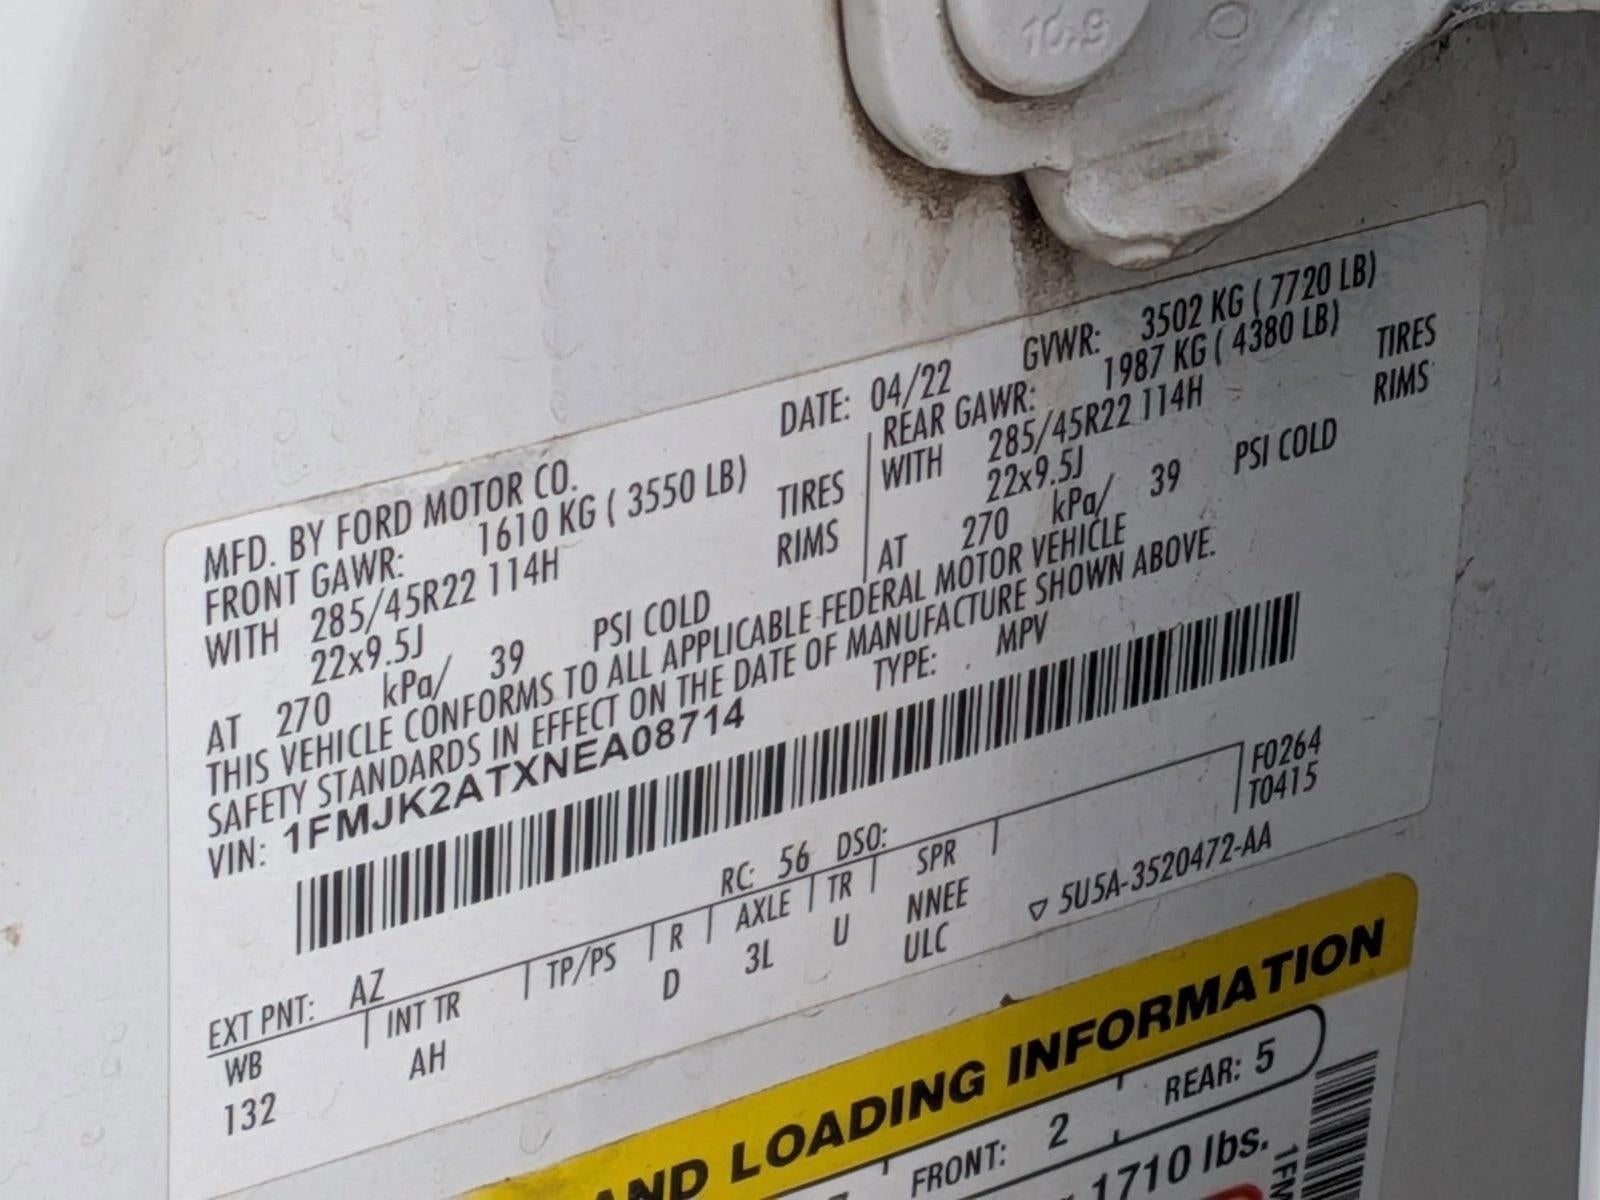 10.9
MFD. BY FORD MOTOR CO. DATE: 04/22 GVWR: 3502 KG ( 7720 LB)
FRONT GAWR: 1610 KG ( 3550 LB) REAR GAWR: 1987 KG ( 4380 LB)
WITH 285/45R22 114H TIRES WITH 285/45R22 114H TIRES
22x9.5J RIMS 22x9.5J RIMS
AT 270 kPa/ 39 PSI COLD AT 270 kPa/ 39 PSI COLD
THIS VEHICLE CONFORMS TO ALL APPLICABLE FEDERAL MOTOR VEHICLE
SAFETY STANDARDS IN EFFECT ON THE DATE OF MANUFACTURE SHOWN ABOVE.
VIN: 1FMJK2ATXNEA08714 TYPE: MPV
F0264
T0415
EXT PNT: AZ RC: 56 DSO:
WB INT TR TP/PS R AXLE TR SPR
132 AH D 3L U NNEE
ULC
▽ 5U5A-3520472-AA
AND LOADING INFORMATION
FRONT: 2 REAR: 5
1710 lbs.